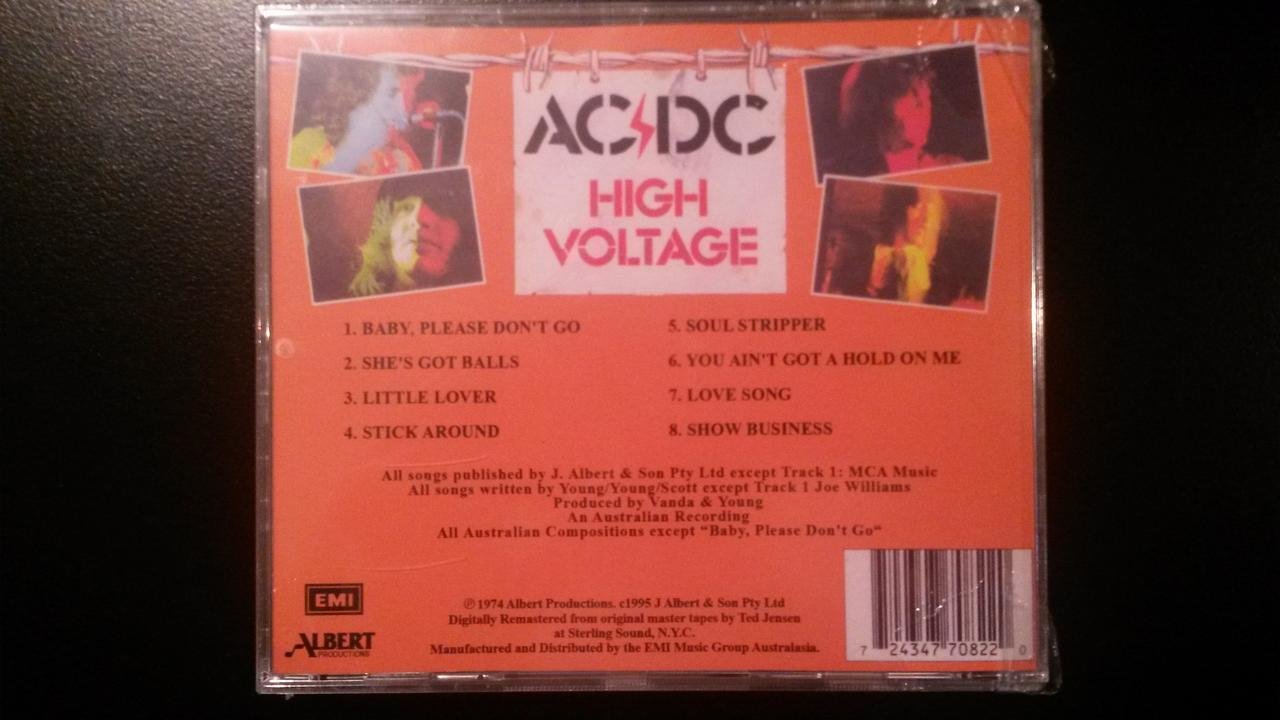 AC DC
HIGH
VOLTAGE
1. BABY, PLEASE DON'T GO
2. SHE'S GOT BALLS
3. LITTLE LOVER
4. STICK AROUND
5. SOUL STRIPPER
6. YOU AIN'T GOT A HOLD ON ME
7. LOVE SONG
8. SHOW BUSINESS
All songs published by J. Albert & Son Pty Ltd except Track 1: MCA Music
All songs written by Young/Young/Scott except Track 1 Joe Williams
Produced by Vanda & Young
An Australian Recording
All Australian Compositions except “Baby, Please Don't Go“
EMI
ALBERT
PRODUCTIONS
℗ 1974 Albert Productions. c1995 J Albert & Son Pty Ltd
Digitally Remastered from original master tapes by Ted Jensen
at Sterling Sound, N.Y.C.
Manufactured and Distributed by the EMI Music Group Australasia.
7 24347 70822 0